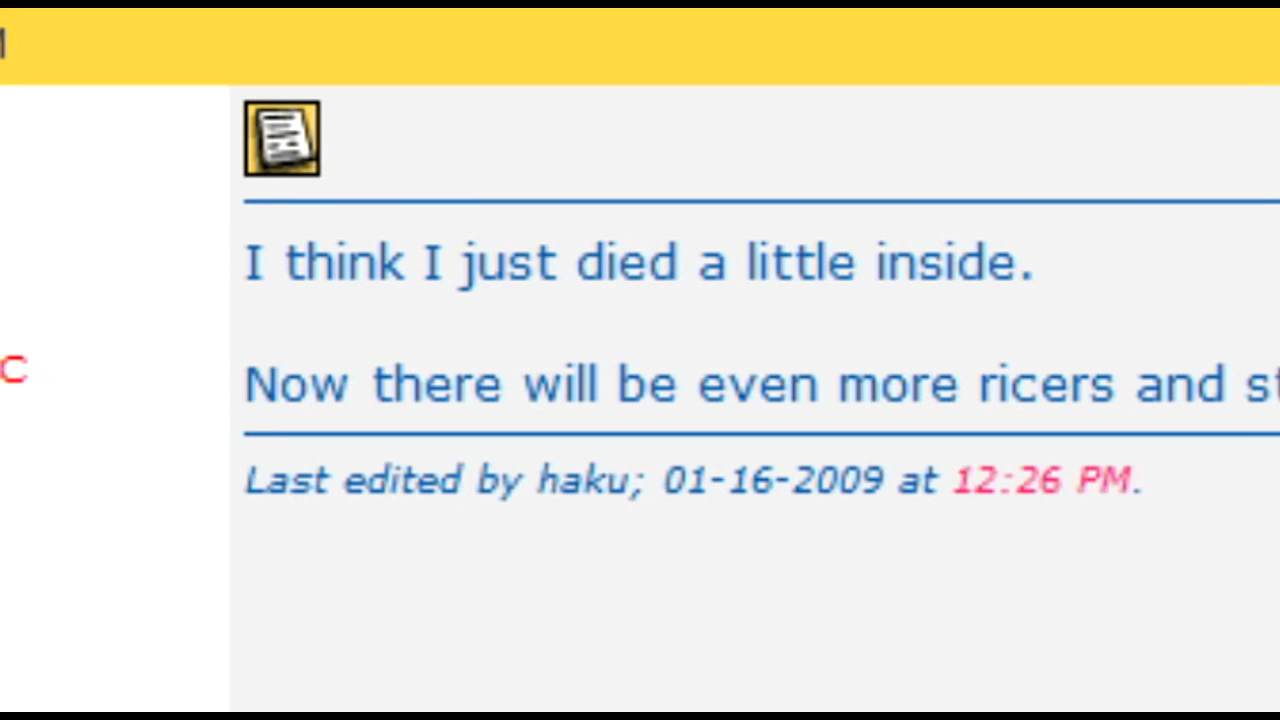 I think I just died a little inside.
Now there will be even more ricers and
Last edited by haku; 01-16-2009 at 12:26 PM.